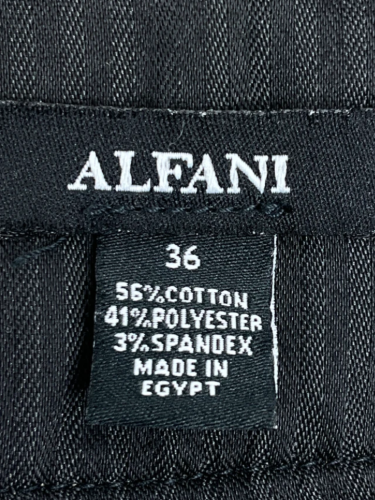 ALFANI
36
56%COTTON
41%POLYESTER
3%SPANDEX
MADE IN
EGYPT